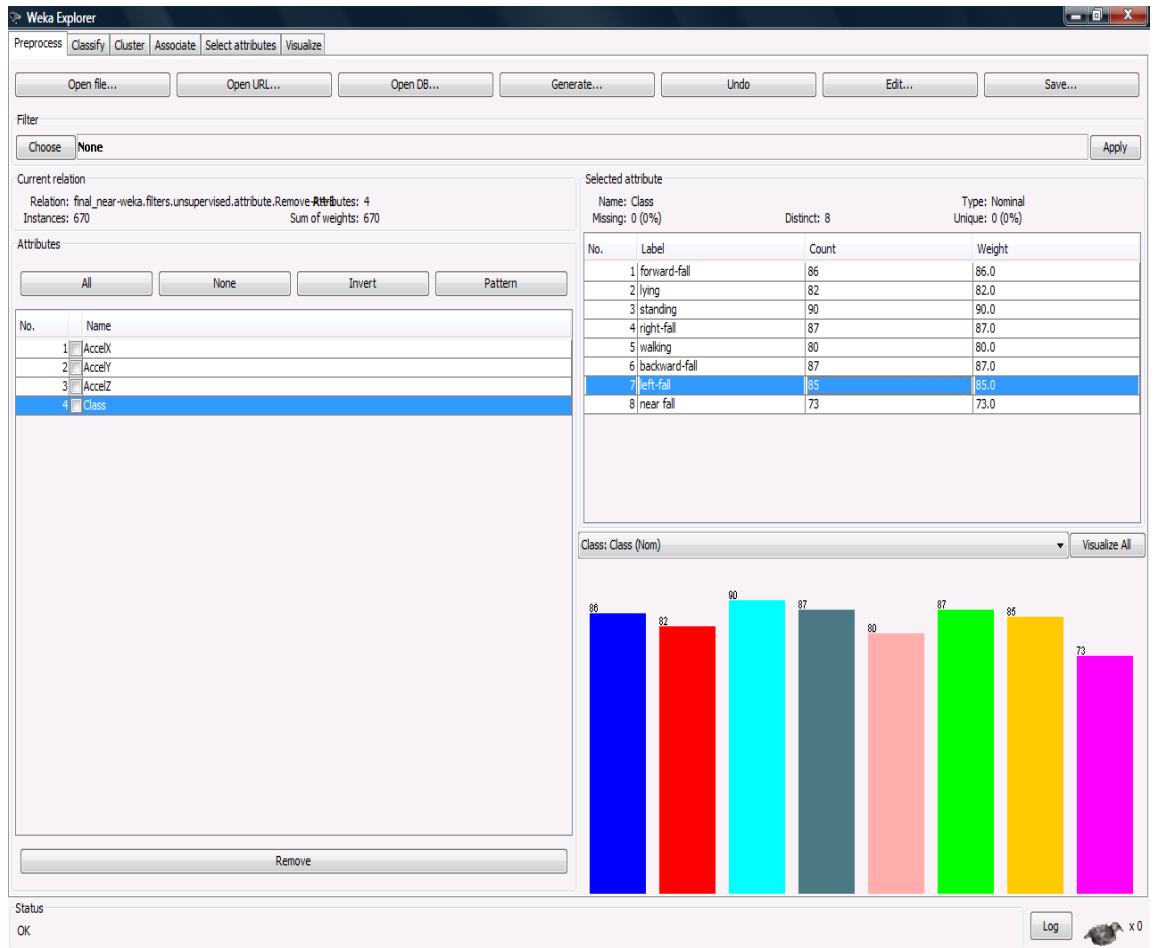 Weka Explorer
Preprocess Classify Cluster Associate Select attributes Visualize
Open file... Open URL... Open DB... Generate... Undo Edit... Save...
Filter
Choose None Apply
Current relation
Relation: final_near-weka.filters.unsupervised.attribute.Remove- Attributes: 4
Instances: 670 Sum of weights: 670
Attributes
All None Invert Pattern
No. Name
1 AccelX
2 AccelY
3 AccelZ
4 Class
Remove
Selected attribute
Name: Class Type: Nominal
Missing: 0 (0%) Distinct: 8 Unique: 0 (0%)
No. Label Count Weight
1 forward-fall 86 86.0
2 lying 82 82.0
3 standing 90 90.0
4 right-fall 87 87.0
5 walking 80 80.0
6 backward-fall 87 87.0
7 left-fall 85 85.0
8 near fall 73 73.0
Class: Class (Nom) Visualize All
86 82 90 87 80 87 85 73
Status
OK
Log x 0